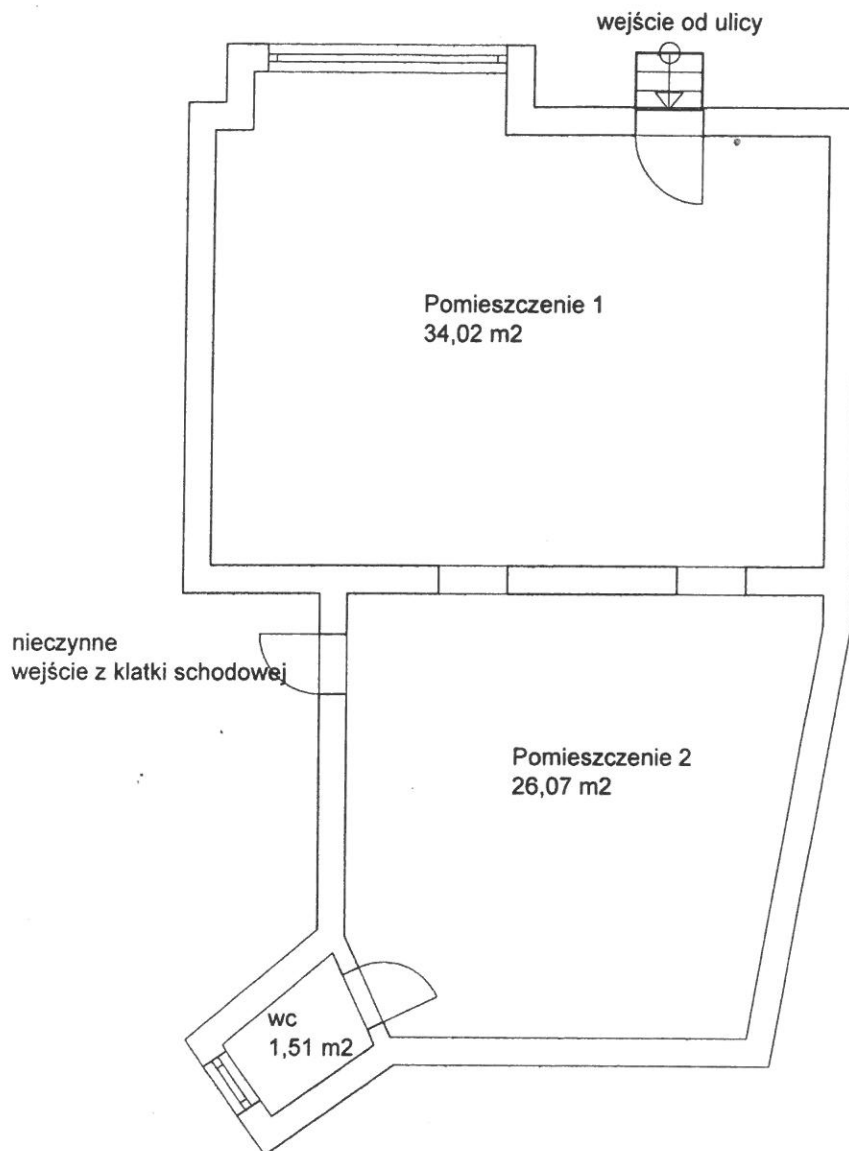 wejście od ulicy
Pomieszczenie 1
34,02 m2
nieczynne
wejście z klatki schodowej
Pomieszczenie 2
26,07 m2
wc
1,51 m2